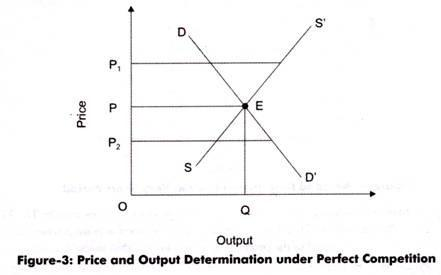 S'
D
P1
P
E
P2
S
D'
O
Q
Price
Output
Figure-3: Price and Output Determination under Perfect Competition